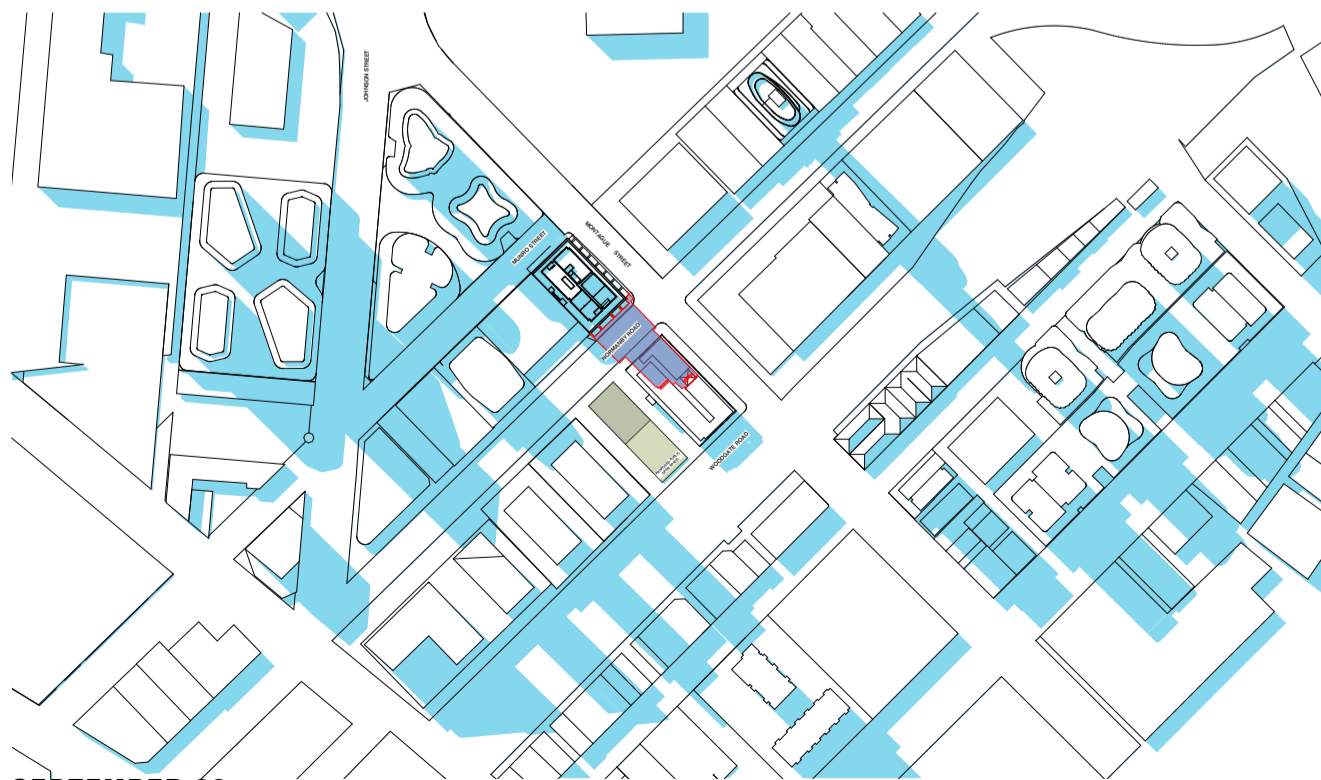 JOHNSON STREET
MUNRO STREET
MONTAGUE
STREET
NORMANBY ROAD
WOODGATE ROAD